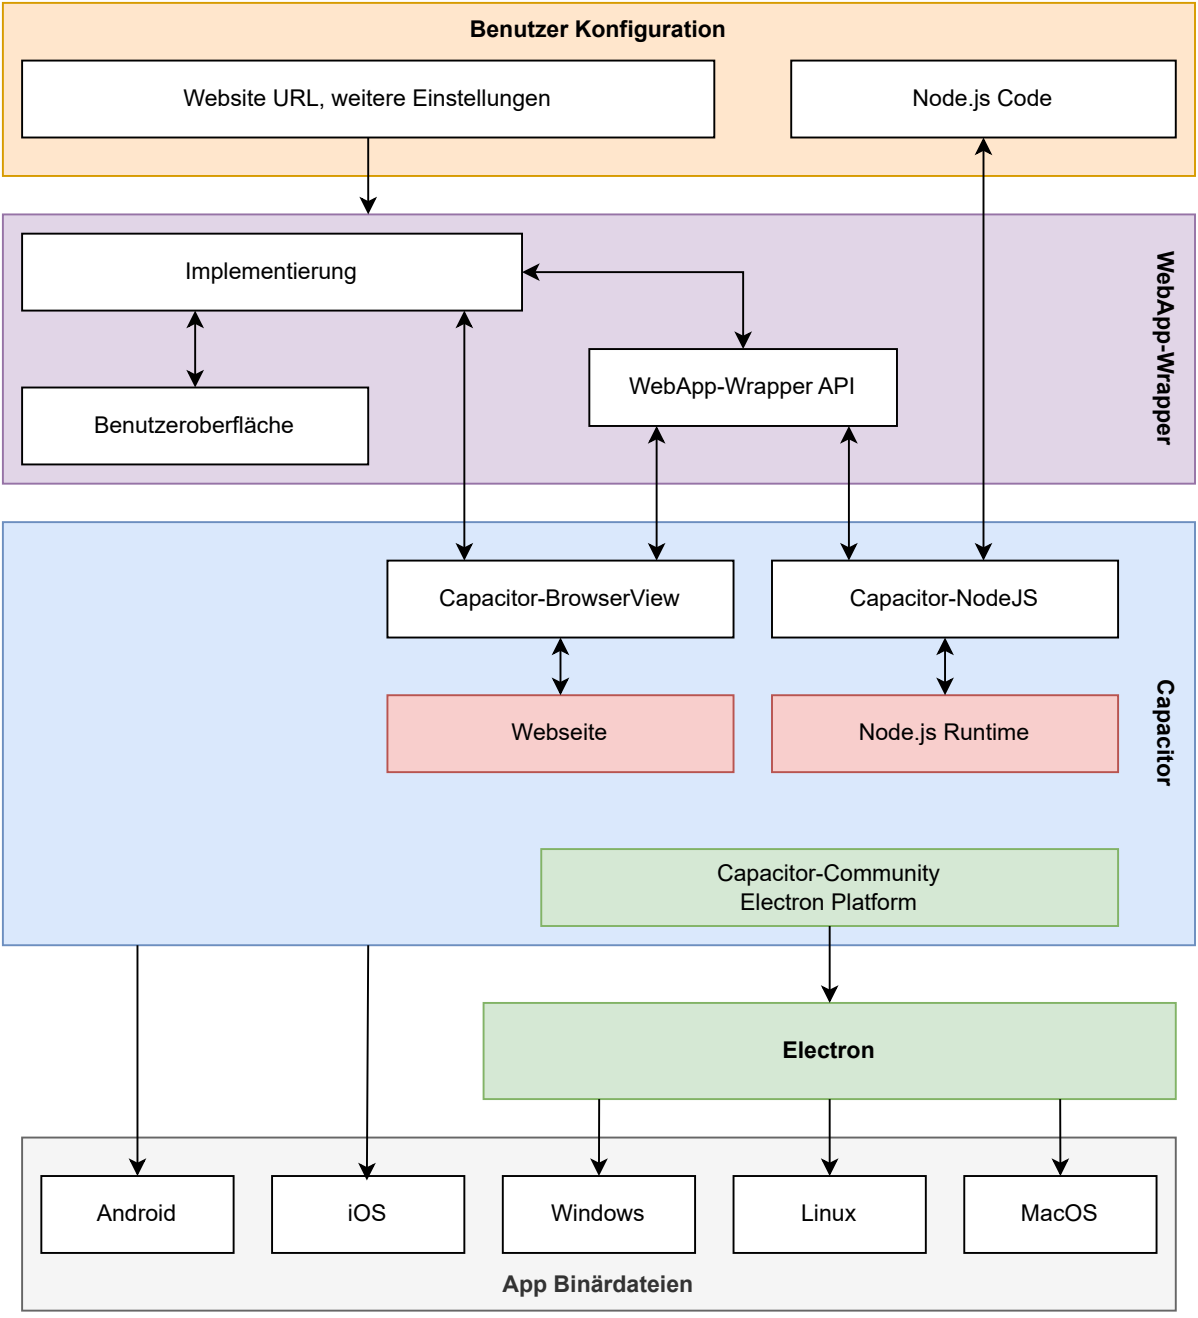 Benutzer Konfiguration
Website URL, weitere Einstellungen
Node.js Code
WebApp-Wrapper
Implementierung
WebApp-Wrapper API
Benutzeroberfläche
Capacitor
Capacitor-BrowserView
Capacitor-NodeJS
Webseite
Node.js Runtime
Capacitor-Community
Electron Platform
Electron
Android
iOS
Windows
Linux
MacOS
App Binärdateien